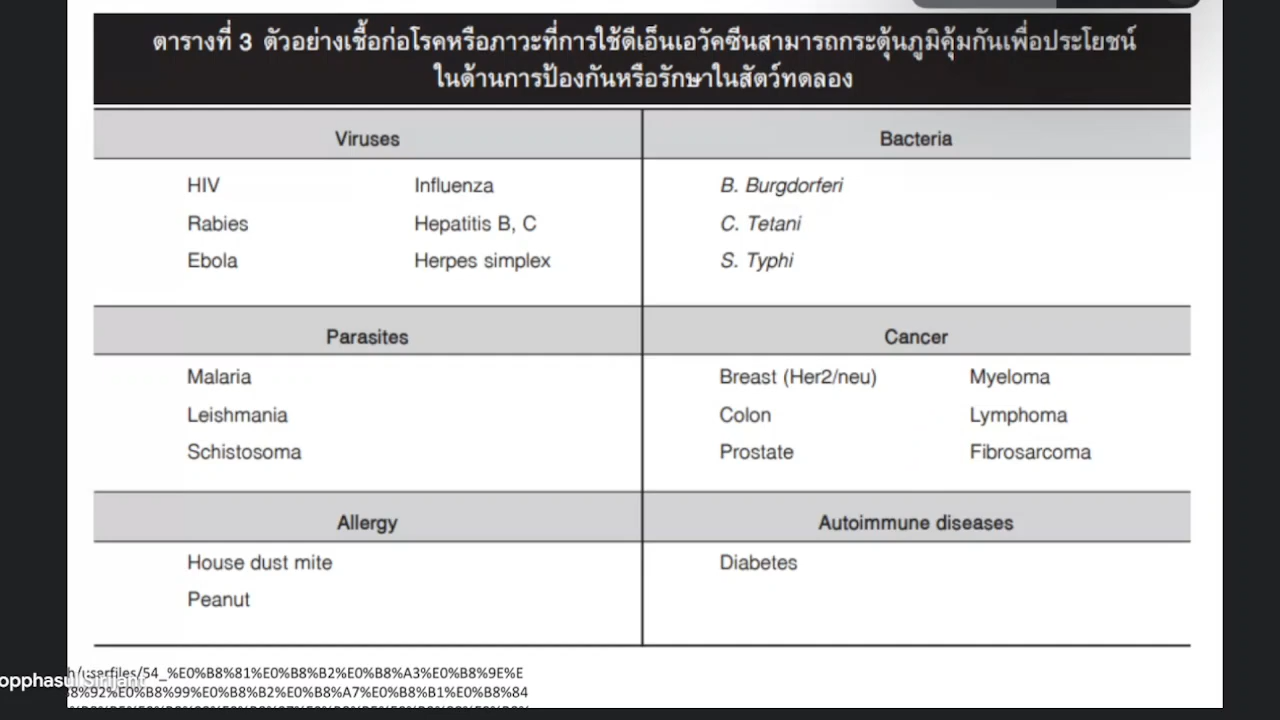 ตารางที่ 3 ตัวอย่างเชื้อก่อโรคหรือภาวะที่การใช้ดีเอ็นเอวัคซีนสามารถกระตุ้นภูมิคุ้มกันเพื่อประโยชน์
ในด้านการป้องกันหรือรักษาในสัตว์ทดลอง
Viruses Bacteria
HIV Influenza B. Burgdorferi
Rabies Hepatitis B, C C. Tetani
Ebola Herpes simplex S. Typhi
Parasites Cancer
Malaria Breast (Her2/neu) Myeloma
Leishmania Colon Lymphoma
Schistosoma Prostate Fibrosarcoma
Allergy Autoimmune diseases
House dust mite Diabetes
Peanut
/userfiles/54_%E0%B8%81%E0%B8%B2%E0%B8%A3%E0%B8%9E%E
opphasul Sirijant
8%92%E0%B8%99%E0%B8%B2%E0%B8%A7%E0%B8%B1%E0%B8%84